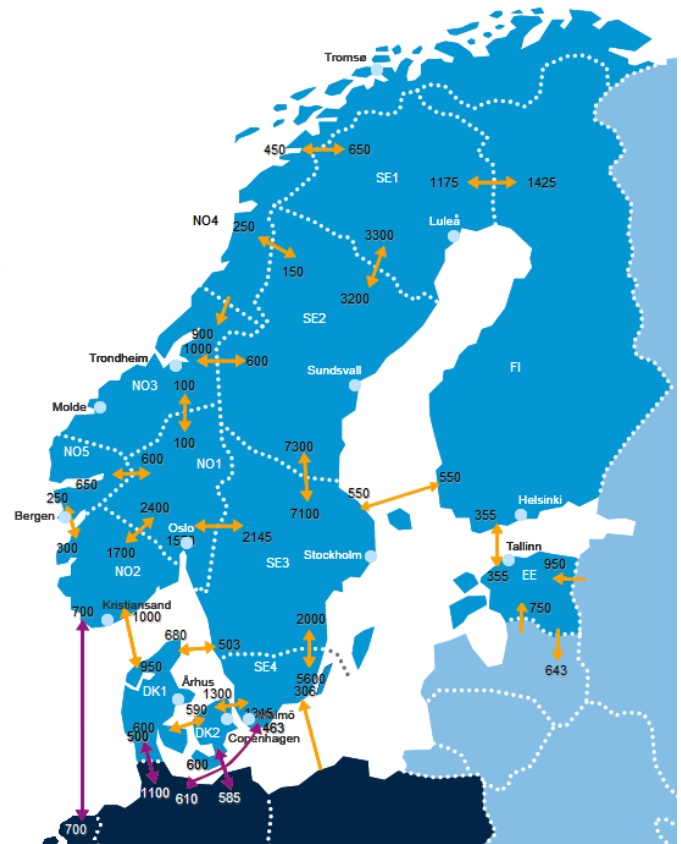 Tromsø
450
650
SE1
1175
1425
NO4
250
Luleå
3300
150
3200
SE2
900
1000
Trondheim
600
FI
Sundsvall
NO3
100
Molde
100
NO5
600
NO1
7300
650
550
550
250
2400
Helsinki
Bergen
355
7100
Oslo
2145
300
1700
Stockholm
Tallinn
SE3
NO2
355
EE
950
700
Kristiansand
1000
750
2000
680
503
950
SE4
643
Århus
5600
DK1
1300
306
590
Malmö
600
463
500
DK2
Copenhagen
600
1100
610
585
700